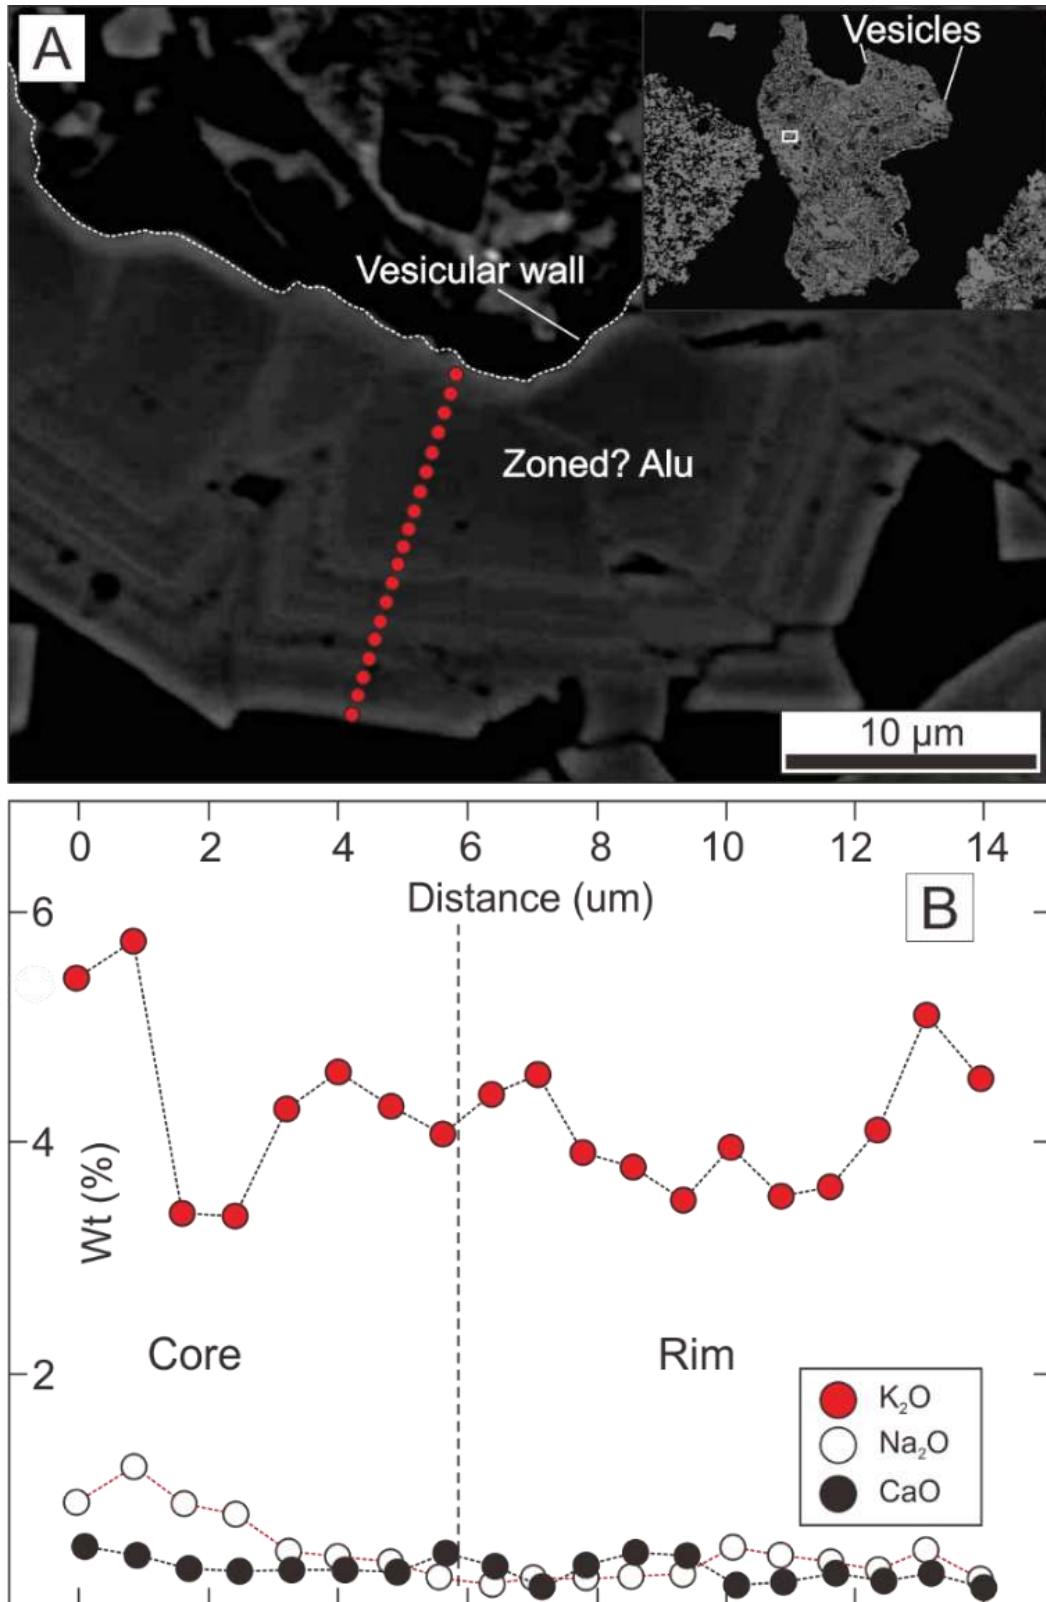 A
Vesicles
Vesicular wall
Zoned? Alu
10 µm
0 2 4 6 8 10 12 14
Distance (um)
B
6
4
Wt (%)
2
Core
Rim
K₂O
Na₂O
CaO